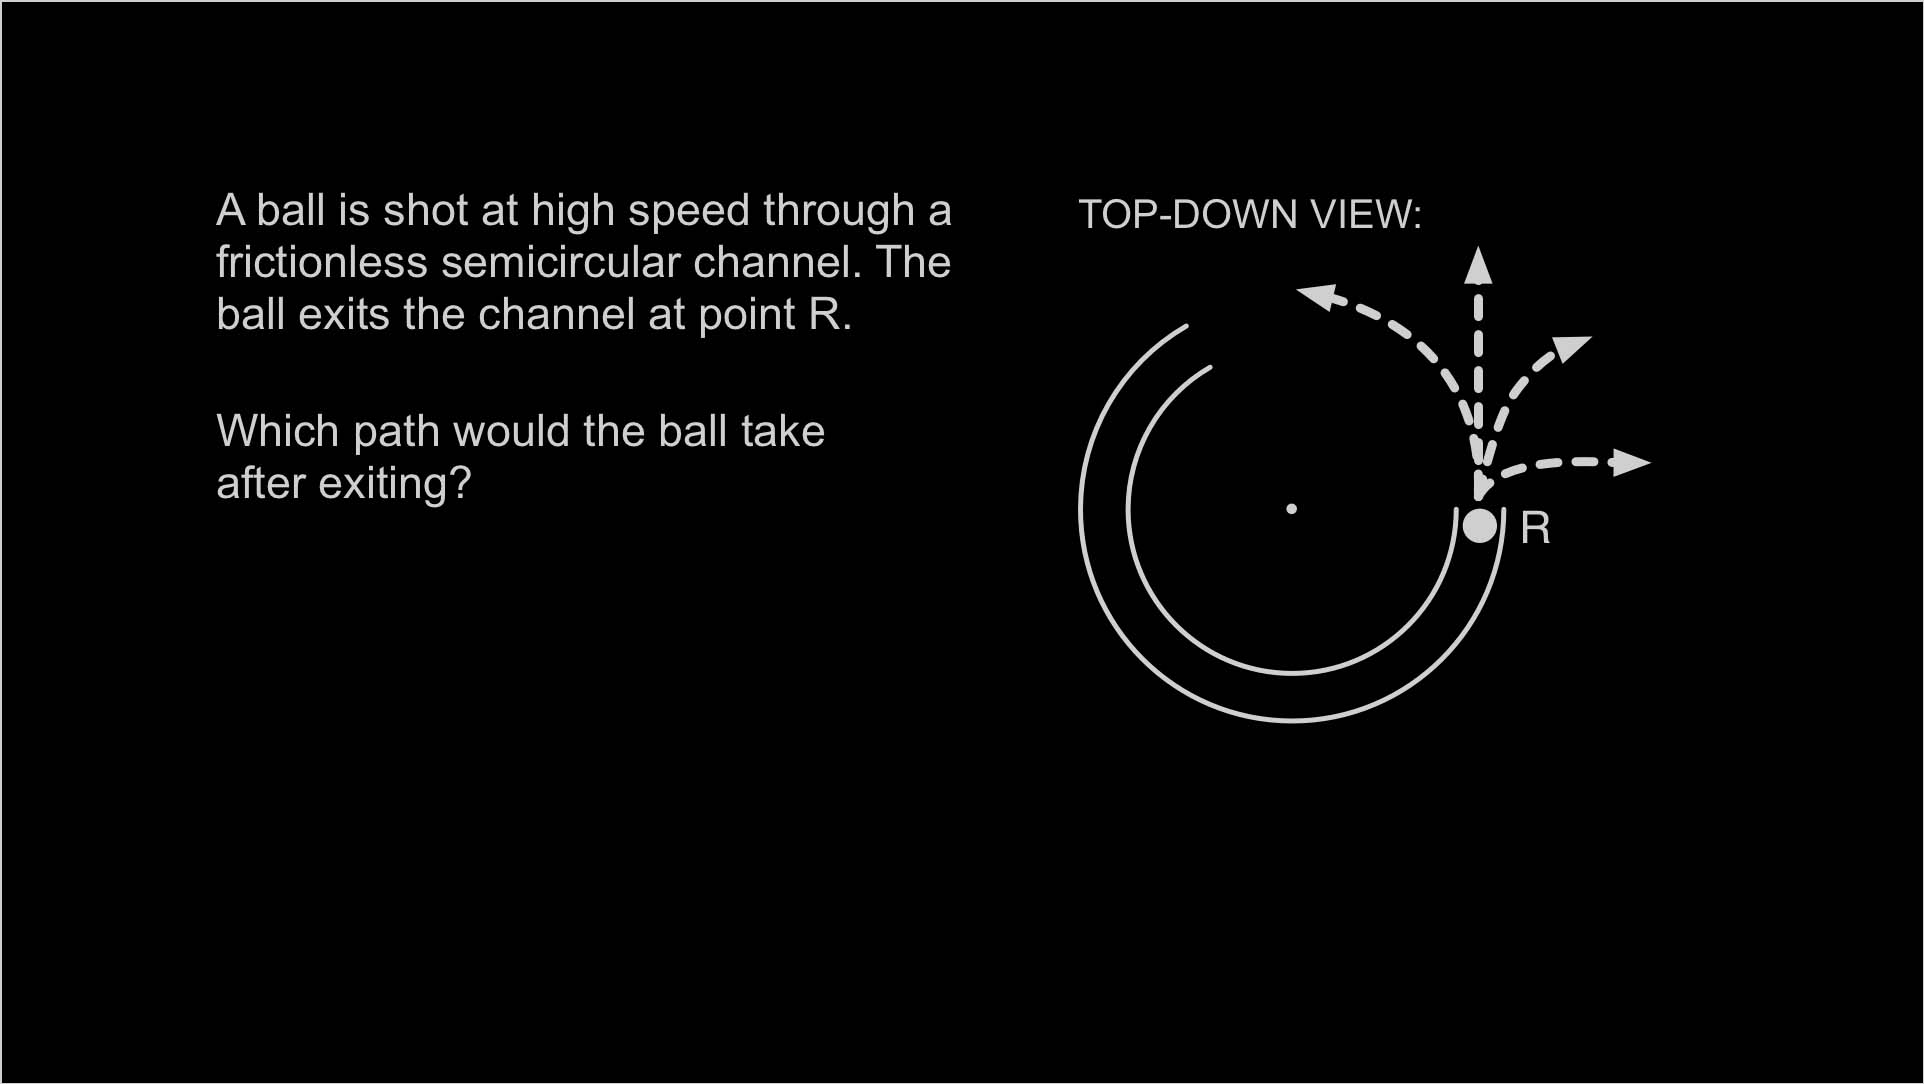 A ball is shot at high speed through a
frictionless semicircular channel. The
ball exits the channel at point R.
Which path would the ball take
after exiting?
TOP-DOWN VIEW:
R